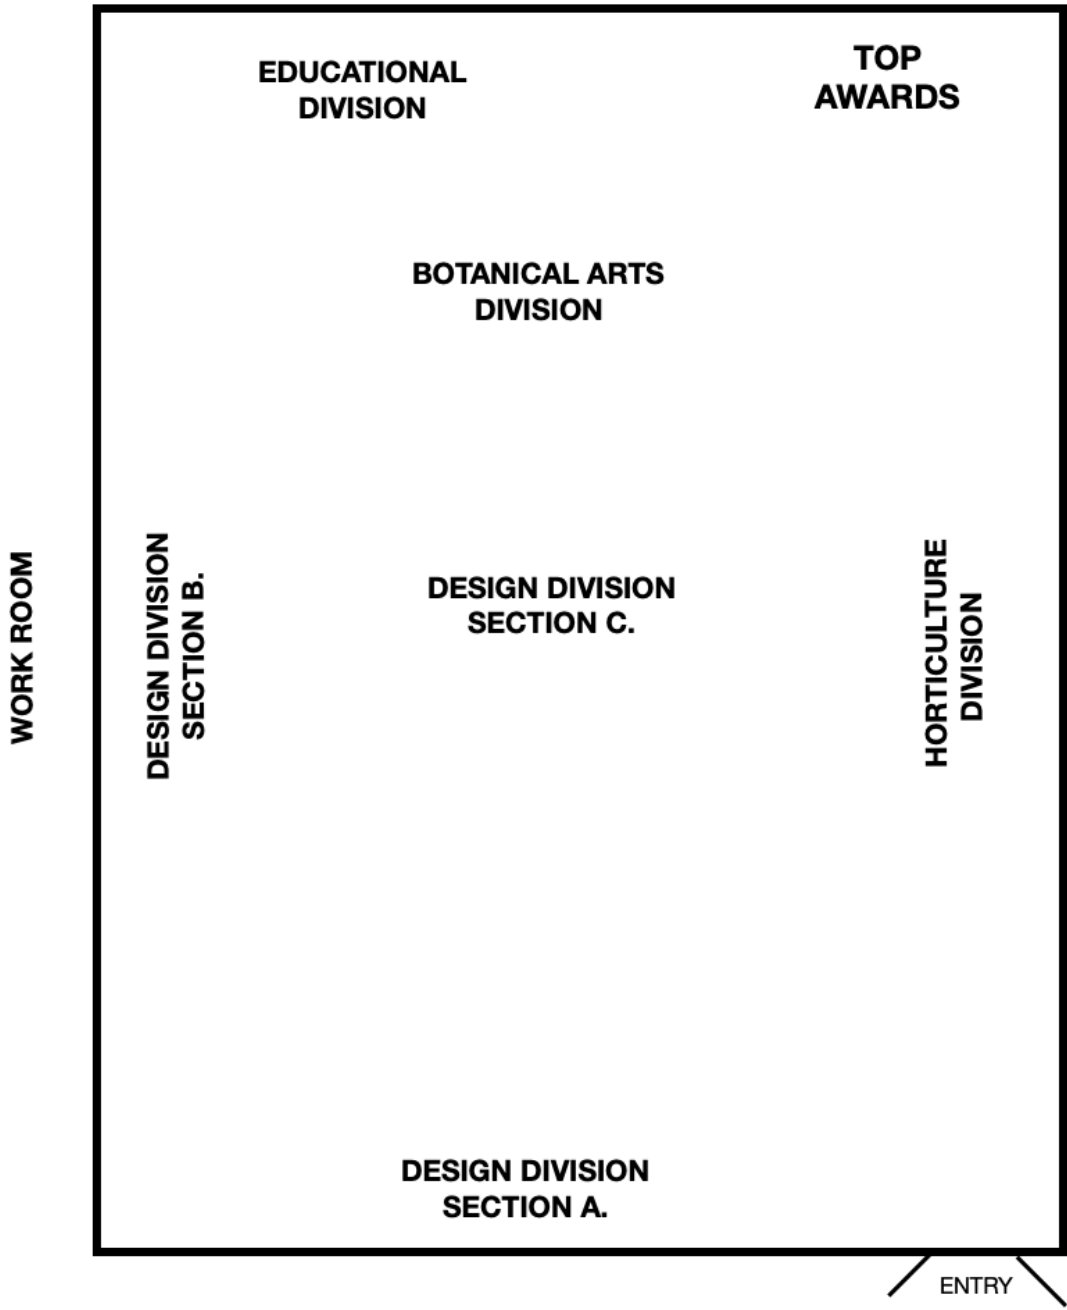 EDUCATIONAL
DIVISION
TOP
AWARDS
BOTANICAL ARTS
DIVISION
WORK ROOM
DESIGN DIVISION
SECTION B.
DESIGN DIVISION
SECTION C.
HORTICULTURE
DIVISION
DESIGN DIVISION
SECTION A.
ENTRY